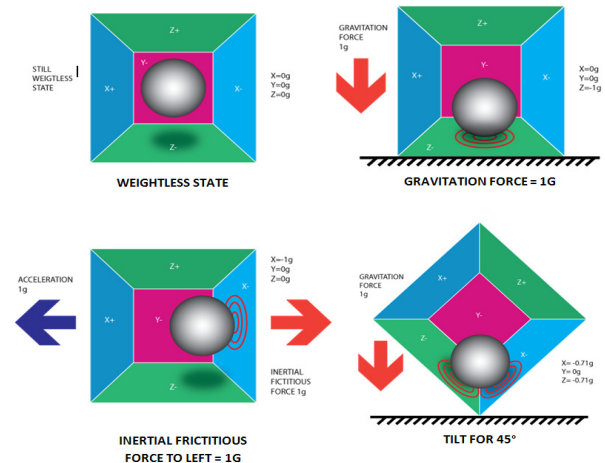 Z+
STILL
WEIGTLESS
STATE
Y-
X+
X-
X=0g
Y=0g
Z=0g
Z-
WEIGHTLESS STATE
GRAVITATION
FORCE
1g
Z+
Y-
X+
X-
X=0g
Y=0g
Z=-1g
Z-
GRAVITATION FORCE = 1G
ACCELERATION
1g
Z+
Y-
X+
X=-1g
Y=0g
Z=0g
Z-
INERTIAL
FICTITIOUS
FORCE 1g
INERTIAL FRICTITIOUS
FORCE TO LEFT = 1G
GRAVITATION
FORCE
1g
X+
Z+
Y-
Z-
X-
X= -0.71g
Y= 0g
Z= -0.71g
TILT FOR 45°